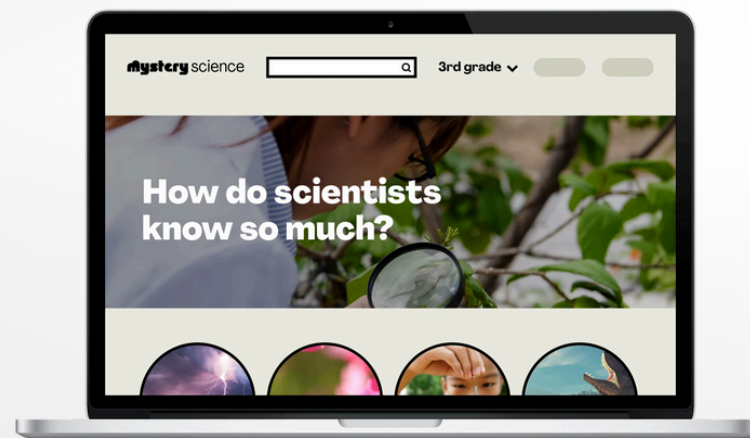 Mystery science
3rd grade
How do scientists
know so much?